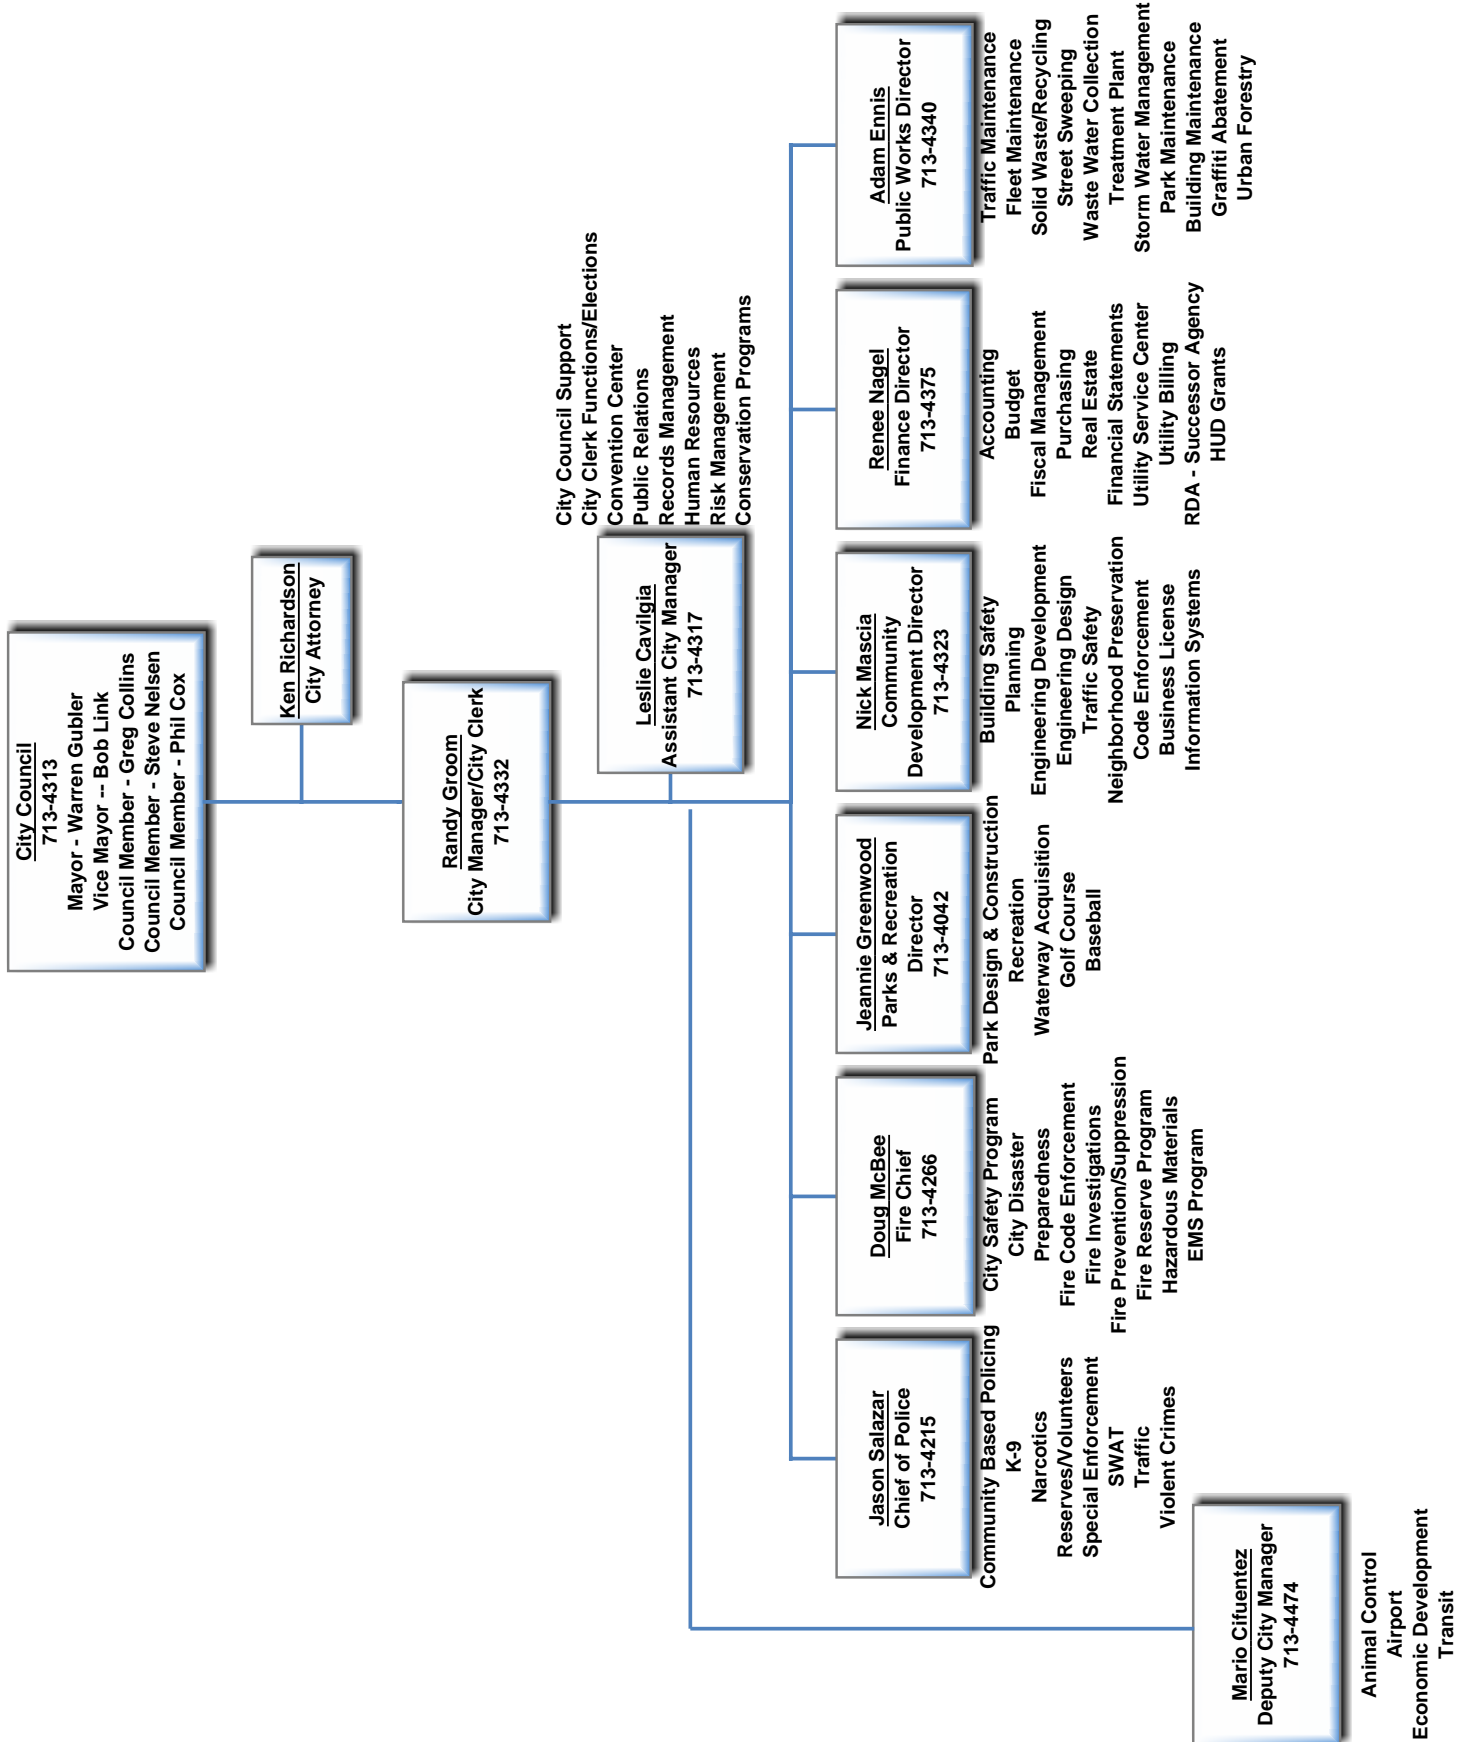 City Council
713-4313
Mayor - Warren Gubler
Vice Mayor -- Bob Link
Council Member - Greg Collins
Council Member - Steve Nelsen
Council Member - Phil Cox
Ken Richardson
City Attorney
Randy Groom
City Manager/City Clerk
713-4332
Leslie Cavilgia
Assistant City Manager
713-4317
City Council Support
City Clerk Functions/Elections
Convention Center
Public Relations
Records Management
Human Resources
Risk Management
Conservation Programs
Jason Salazar
Chief of Police
713-4215
Community Based Policing
K-9
Narcotics
Reserves/Volunteers
Special Enforcement
SWAT
Traffic
Violent Crimes
Doug McBee
Fire Chief
713-4266
City Safety Program
City Disaster
Preparedness
Fire Code Enforcement
Fire Investigations
Fire Prevention/Suppression
Fire Reserve Program
Hazardous Materials
EMS Program
Jeannie Greenwood
Parks & Recreation
Director
713-4042
Park Design & Construction
Recreation
Waterway Acquisition
Golf Course
Baseball
Nick Mascia
Community
Development Director
713-4323
Building Safety
Planning
Engineering Development
Engineering Design
Traffic Safety
Neighborhood Preservation
Code Enforcement
Business License
Information Systems
Renee Nagel
Finance Director
713-4375
Accounting
Budget
Fiscal Management
Purchasing
Real Estate
Financial Statements
Utility Service Center
Utility Billing
RDA - Successor Agency
HUD Grants
Adam Ennis
Public Works Director
713-4340
Traffic Maintenance
Fleet Maintenance
Solid Waste/Recycling
Street Sweeping
Waste Water Collection
Treatment Plant
Storm Water Management
Park Maintenance
Building Maintenance
Graffiti Abatement
Urban Forestry
Mario Cifuentez
Deputy City Manager
713-4474
Animal Control
Airport
Economic Development
Transit